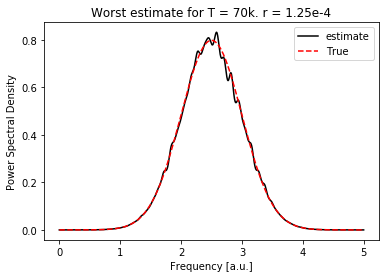 Worst estimate for T = 70k. r = 1.25e-4
estimate
True
Power Spectral Density
0.8
0.6
0.4
0.2
0.0
0 1 2 3 4 5
Frequency [a.u.]